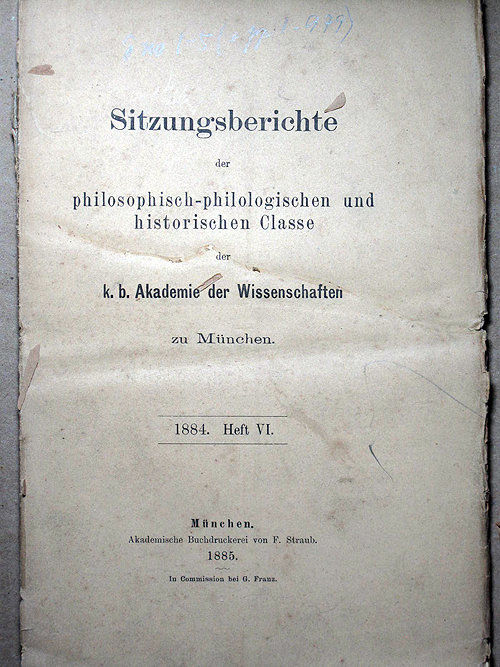 Sitzungsberichte
der
philosophisch-philologischen und
historischen Classe
der
k. b. Akademie der Wissenschaften
zu München.
1884. Heft VI.
München.
Akademische Buchdruckerei von F. Straub.
1885.
In Commission bei G. Franz.